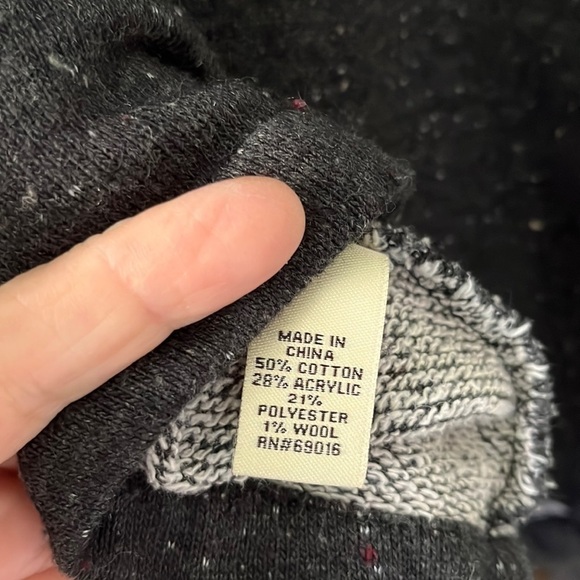 MADE IN
CHINA
50% COTTON
28% ACRYLIC
21%
POLYESTER
1% WOOL
RN#69016